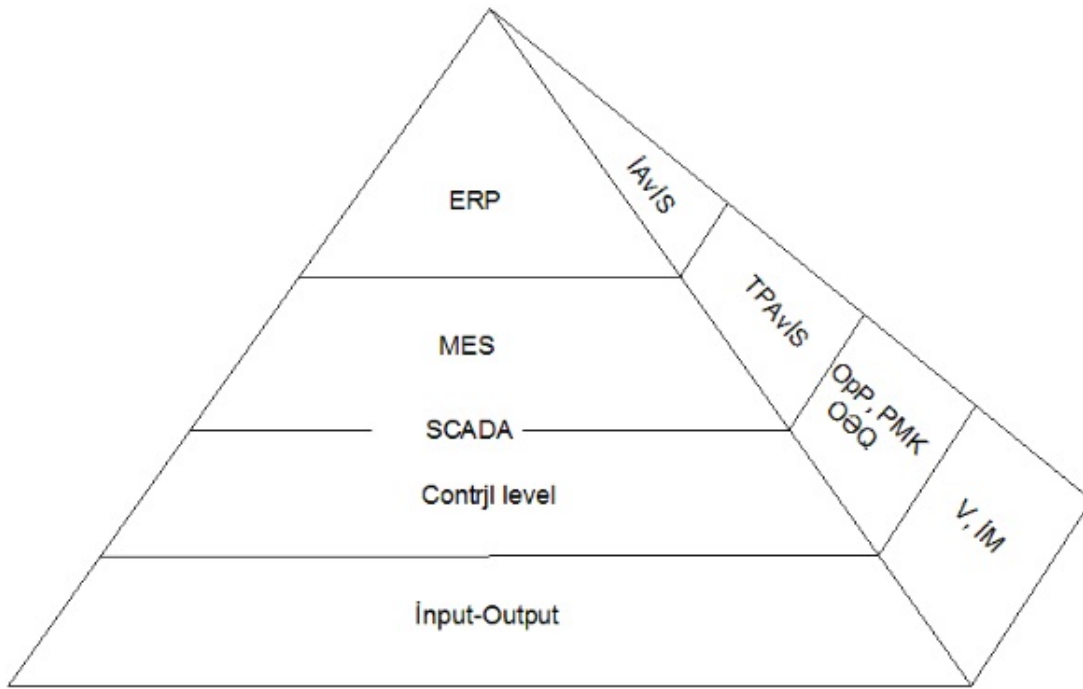 ERP
İAvİS
MES
TPAvİS
SCADA
OpP, PMK
OƏQ
Contrjl level
V, İM
İnput-Output